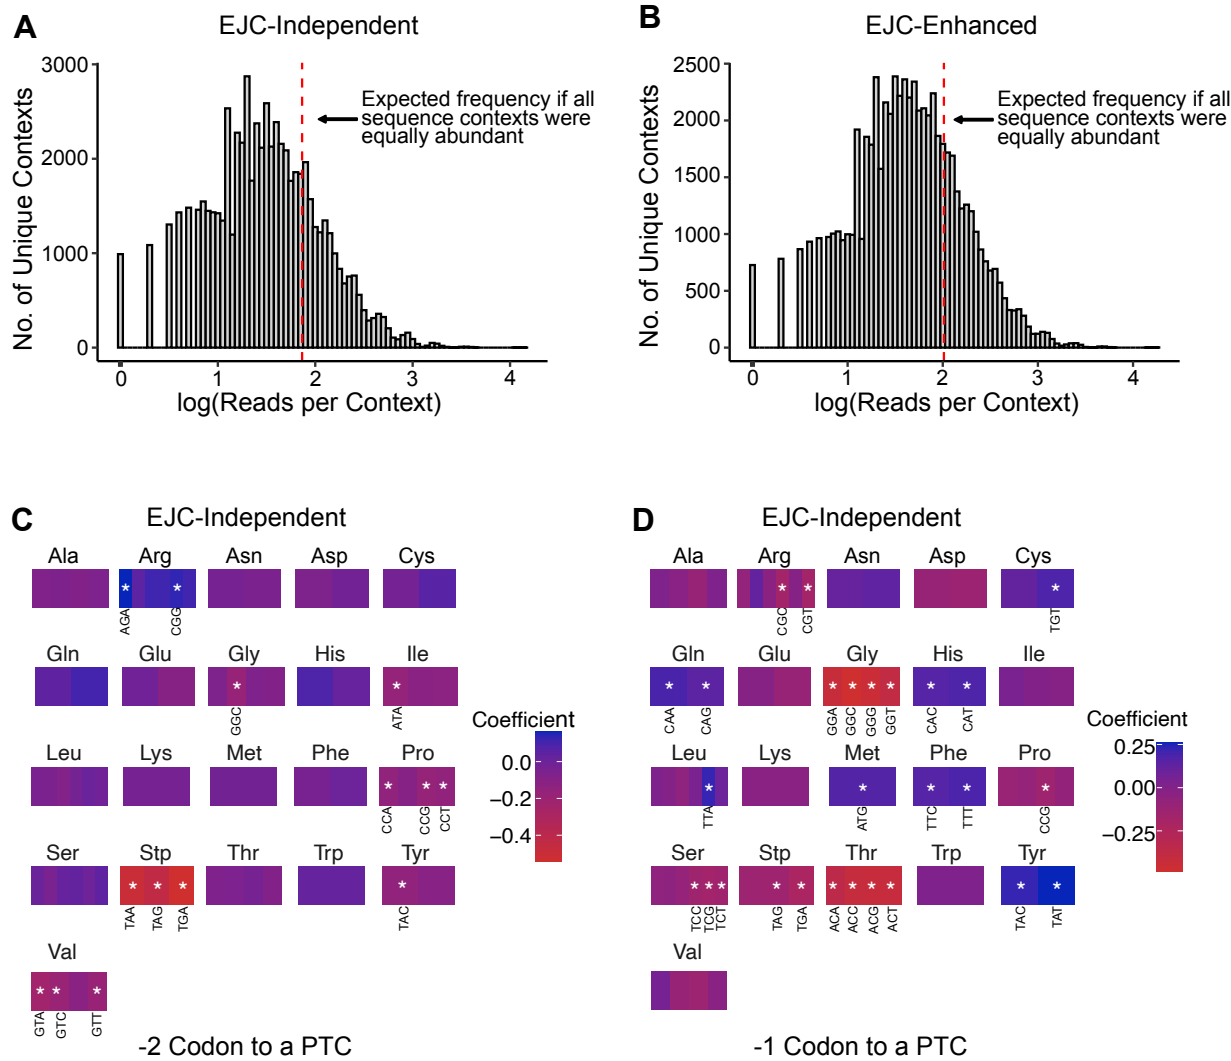 A
EJC-Independent
No. of Unique Contexts
3000
2000
1000
0
Expected frequency if all
sequence contexts were
equally abundant
0 1 2 3 4
log(Reads per Context)
B
EJC-Enhanced
No. of Unique Contexts
2500
2000
1500
1000
500
0
Expected frequency if all
sequence contexts were
equally abundant
0 1 2 3 4
log(Reads per Context)
C
EJC-Independent
Ala Arg Asn Asp Cys
AGA CGG
Gln Glu Gly His Ile
* *
GGC ATA
Leu Lys Met Phe Pro
CCA CCG CCT
Ser Stp Thr Trp Tyr
TAA TAG TGA TAC
Val
GTA GTC GTT
-2 Codon to a PTC
Coefficient
0.0
−0.2
−0.4
D
EJC-Independent
Ala Arg Asn Asp Cys
CGC CGT TGT
Gln Glu Gly His Ile
CAA CAG GGA GGC GGG GGT CAC CAT
Leu Lys Met Phe Pro
TTA ATG TTC TTT CCG
Ser Stp Thr Trp Tyr
TCC TCG TCT TAG TGA ACA ACC ACG ACT TAC TAT
Val
-1 Codon to a PTC
Coefficient
0.25
0.00
−0.25